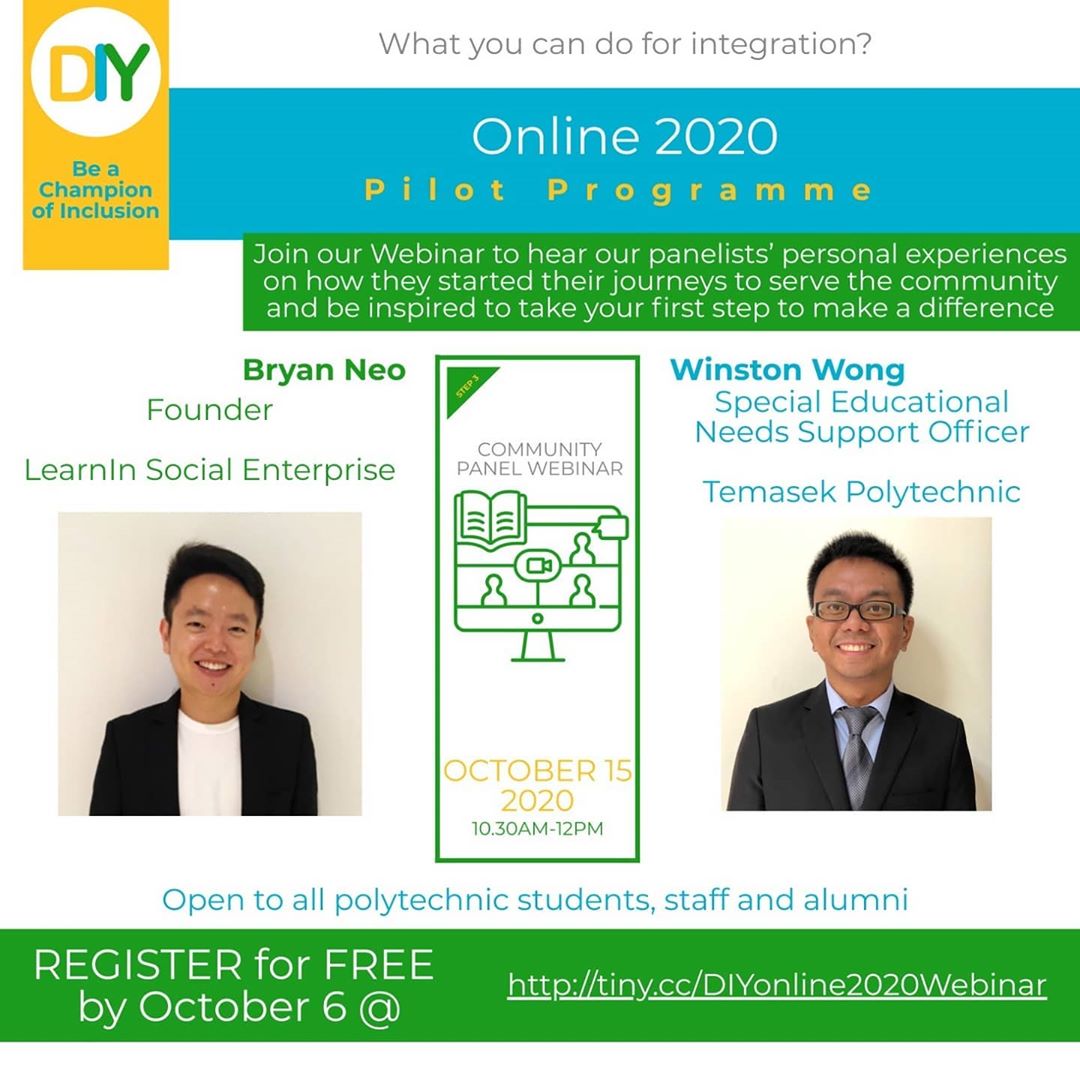 DIY
Be a
Champion
of Inclusion
What you can do for integration?
Online 2020
Pilot Programme
Join our Webinar to hear our panelists' personal experiences
on how they started their journeys to serve the community
and be inspired to take your first step to make a difference
Bryan Neo
Founder
LearnIn Social Enterprise
STEP 3
COMMUNITY
PANEL WEBINAR
OCTOBER 15
2020
10.30AM-12PM
Winston Wong
Special Educational
Needs Support Officer
Temasek Polytechnic
Open to all polytechnic students, staff and alumni
REGISTER for FREE
by October 6 @
http://tiny.cc/DIYonline2020Webinar